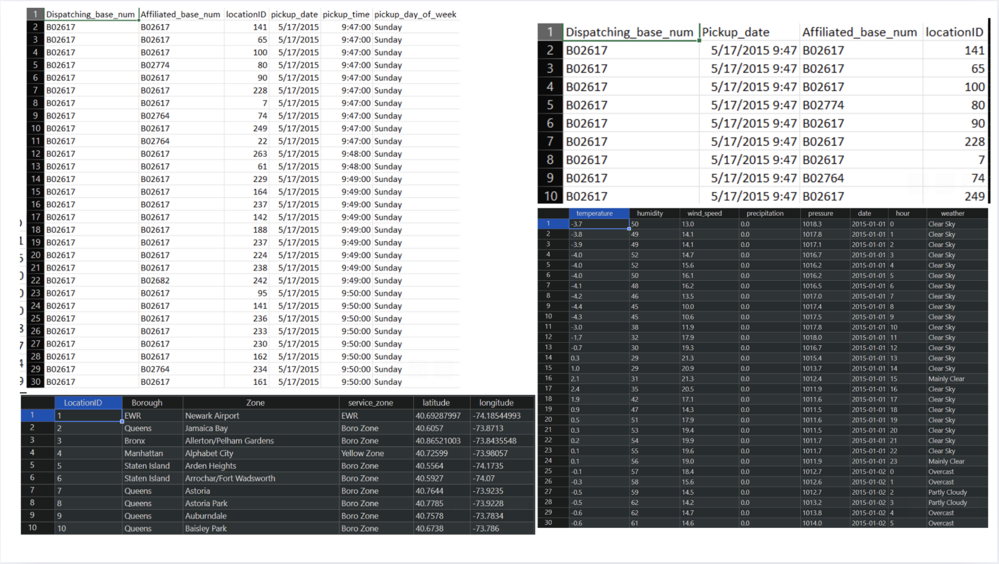 1 Dispatching_base_num Affiliated_base_num locationID pickup_date pickup_time pickup_day_of_week
2 B02617 B02617 141 5/17/2015 9:47:00 Sunday
3 B02617 B02617 65 5/17/2015 9:47:00 Sunday
4 B02617 B02617 100 5/17/2015 9:47:00 Sunday
5 B02617 B02774 80 5/17/2015 9:47:00 Sunday
6 B02617 B02617 90 5/17/2015 9:47:00 Sunday
7 B02617 B02617 228 5/17/2015 9:47:00 Sunday
8 B02617 B02617 7 5/17/2015 9:47:00 Sunday
9 B02617 B02764 74 5/17/2015 9:47:00 Sunday
10 B02617 B02617 249 5/17/2015 9:47:00 Sunday
11 B02617 B02764 22 5/17/2015 9:47:00 Sunday
12 B02617 B02617 263 5/17/2015 9:48:00 Sunday
13 B02617 B02617 61 5/17/2015 9:48:00 Sunday
14 B02617 B02617 229 5/17/2015 9:49:00 Sunday
15 B02617 B02617 164 5/17/2015 9:49:00 Sunday
16 B02617 B02617 237 5/17/2015 9:49:00 Sunday
17 B02617 B02617 142 5/17/2015 9:49:00 Sunday
18 B02617 B02617 188 5/17/2015 9:49:00 Sunday
19 B02617 B02617 237 5/17/2015 9:49:00 Sunday
20 B02617 B02617 224 5/17/2015 9:49:00 Sunday
21 B02617 B02617 238 5/17/2015 9:49:00 Sunday
22 B02617 B02682 242 5/17/2015 9:49:00 Sunday
23 B02617 B02617 95 5/17/2015 9:50:00 Sunday
24 B02617 B02617 141 5/17/2015 9:50:00 Sunday
25 B02617 B02617 236 5/17/2015 9:50:00 Sunday
26 B02617 B02617 233 5/17/2015 9:50:00 Sunday
27 B02617 B02617 230 5/17/2015 9:50:00 Sunday
28 B02617 B02617 162 5/17/2015 9:50:00 Sunday
29 B02617 B02764 234 5/17/2015 9:50:00 Sunday
30 B02617 B02617 161 5/17/2015 9:50:00 Sunday
LocationID Borough Zone service_zone latitude longitude
1 1 EWR Newark Airport EWR 40.69287997 -74.18544993
2 2 Queens Jamaica Bay Boro Zone 40.6057 -73.8713
3 3 Bronx Allerton/Pelham Gardens Boro Zone 40.86521003 -73.8435548
4 4 Manhattan Alphabet City Yellow Zone 40.72599 -73.98057
5 5 Staten Island Arden Heights Boro Zone 40.5564 -74.1735
6 6 Staten Island Arrochar/Fort Wadsworth Boro Zone 40.5927 -74.07
7 7 Queens Astoria Boro Zone 40.7644 -73.9235
8 8 Queens Astoria Park Boro Zone 40.7785 -73.9228
9 9 Queens Auburndale Boro Zone 40.7578 -73.7834
10 10 Queens Baisley Park Boro Zone 40.6738 -73.786
1 Dispatching_base_num Pickup_date Affiliated_base_num locationID
2 B02617 5/17/2015 9:47 B02617 141
3 B02617 5/17/2015 9:47 B02617 65
4 B02617 5/17/2015 9:47 B02617 100
5 B02617 5/17/2015 9:47 B02774 80
6 B02617 5/17/2015 9:47 B02617 90
7 B02617 5/17/2015 9:47 B02617 228
8 B02617 5/17/2015 9:47 B02617 7
9 B02617 5/17/2015 9:47 B02764 74
10 B02617 5/17/2015 9:47 B02617 249
temperature humidity wind_speed precipitation pressure date hour weather
1 -3.7 50 13.0 0.0 1018.3 2015-01-01 0 Clear Sky
2 -3.8 49 14.1 0.0 1017.8 2015-01-01 1 Clear Sky
3 -3.9 49 14.1 0.0 1017.1 2015-01-01 2 Clear Sky
4 -4.0 52 14.7 0.0 1016.7 2015-01-01 3 Clear Sky
5 -4.0 52 15.6 0.0 1016.2 2015-01-01 4 Clear Sky
6 -4.0 50 16.1 0.0 1016.2 2015-01-01 5 Clear Sky
7 -4.1 48 16.2 0.0 1016.5 2015-01-01 6 Clear Sky
8 -4.2 46 13.5 0.0 1017.0 2015-01-01 7 Clear Sky
9 -4.4 45 10.0 0.0 1017.4 2015-01-01 8 Clear Sky
10 -4.3 45 10.6 0.0 1017.5 2015-01-01 9 Clear Sky
11 -3.0 38 11.9 0.0 1017.8 2015-01-01 10 Clear Sky
12 -1.7 32 17.9 0.0 1018.0 2015-01-01 11 Clear Sky
13 -0.7 30 19.3 0.0 1016.7 2015-01-01 12 Clear Sky
14 0.3 29 21.3 0.0 1015.4 2015-01-01 13 Clear Sky
15 1.0 29 20.9 0.0 1013.7 2015-01-01 14 Clear Sky
16 2.1 31 21.3 0.0 1012.4 2015-01-01 15 Mainly Clear
17 2.4 35 20.5 0.0 1011.9 2015-01-01 16 Clear Sky
18 1.9 42 17.1 0.0 1011.6 2015-01-01 17 Clear Sky
19 0.9 47 14.3 0.0 1011.5 2015-01-01 18 Clear Sky
20 0.5 51 17.9 0.0 1011.6 2015-01-01 19 Clear Sky
21 0.3 53 19.4 0.0 1011.5 2015-01-01 20 Clear Sky
22 0.2 54 19.9 0.0 1011.7 2015-01-01 21 Clear Sky
23 0.1 55 19.6 0.0 1011.7 2015-01-01 22 Clear Sky
24 0.1 56 19.0 0.0 1011.9 2015-01-01 23 Mainly Clear
25 -0.1 57 18.4 0.0 1012.7 2015-01-02 0 Overcast
26 -0.3 58 15.6 0.0 1012.6 2015-01-02 1 Overcast
27 -0.5 59 14.5 0.0 1012.7 2015-01-02 2 Partly Cloudy
28 -0.5 62 14.2 0.0 1013.2 2015-01-02 3 Partly Cloudy
29 -0.6 62 14.7 0.0 1013.8 2015-01-02 4 Overcast
30 -0.6 61 14.6 0.0 1014.0 2015-01-02 5 Overcast